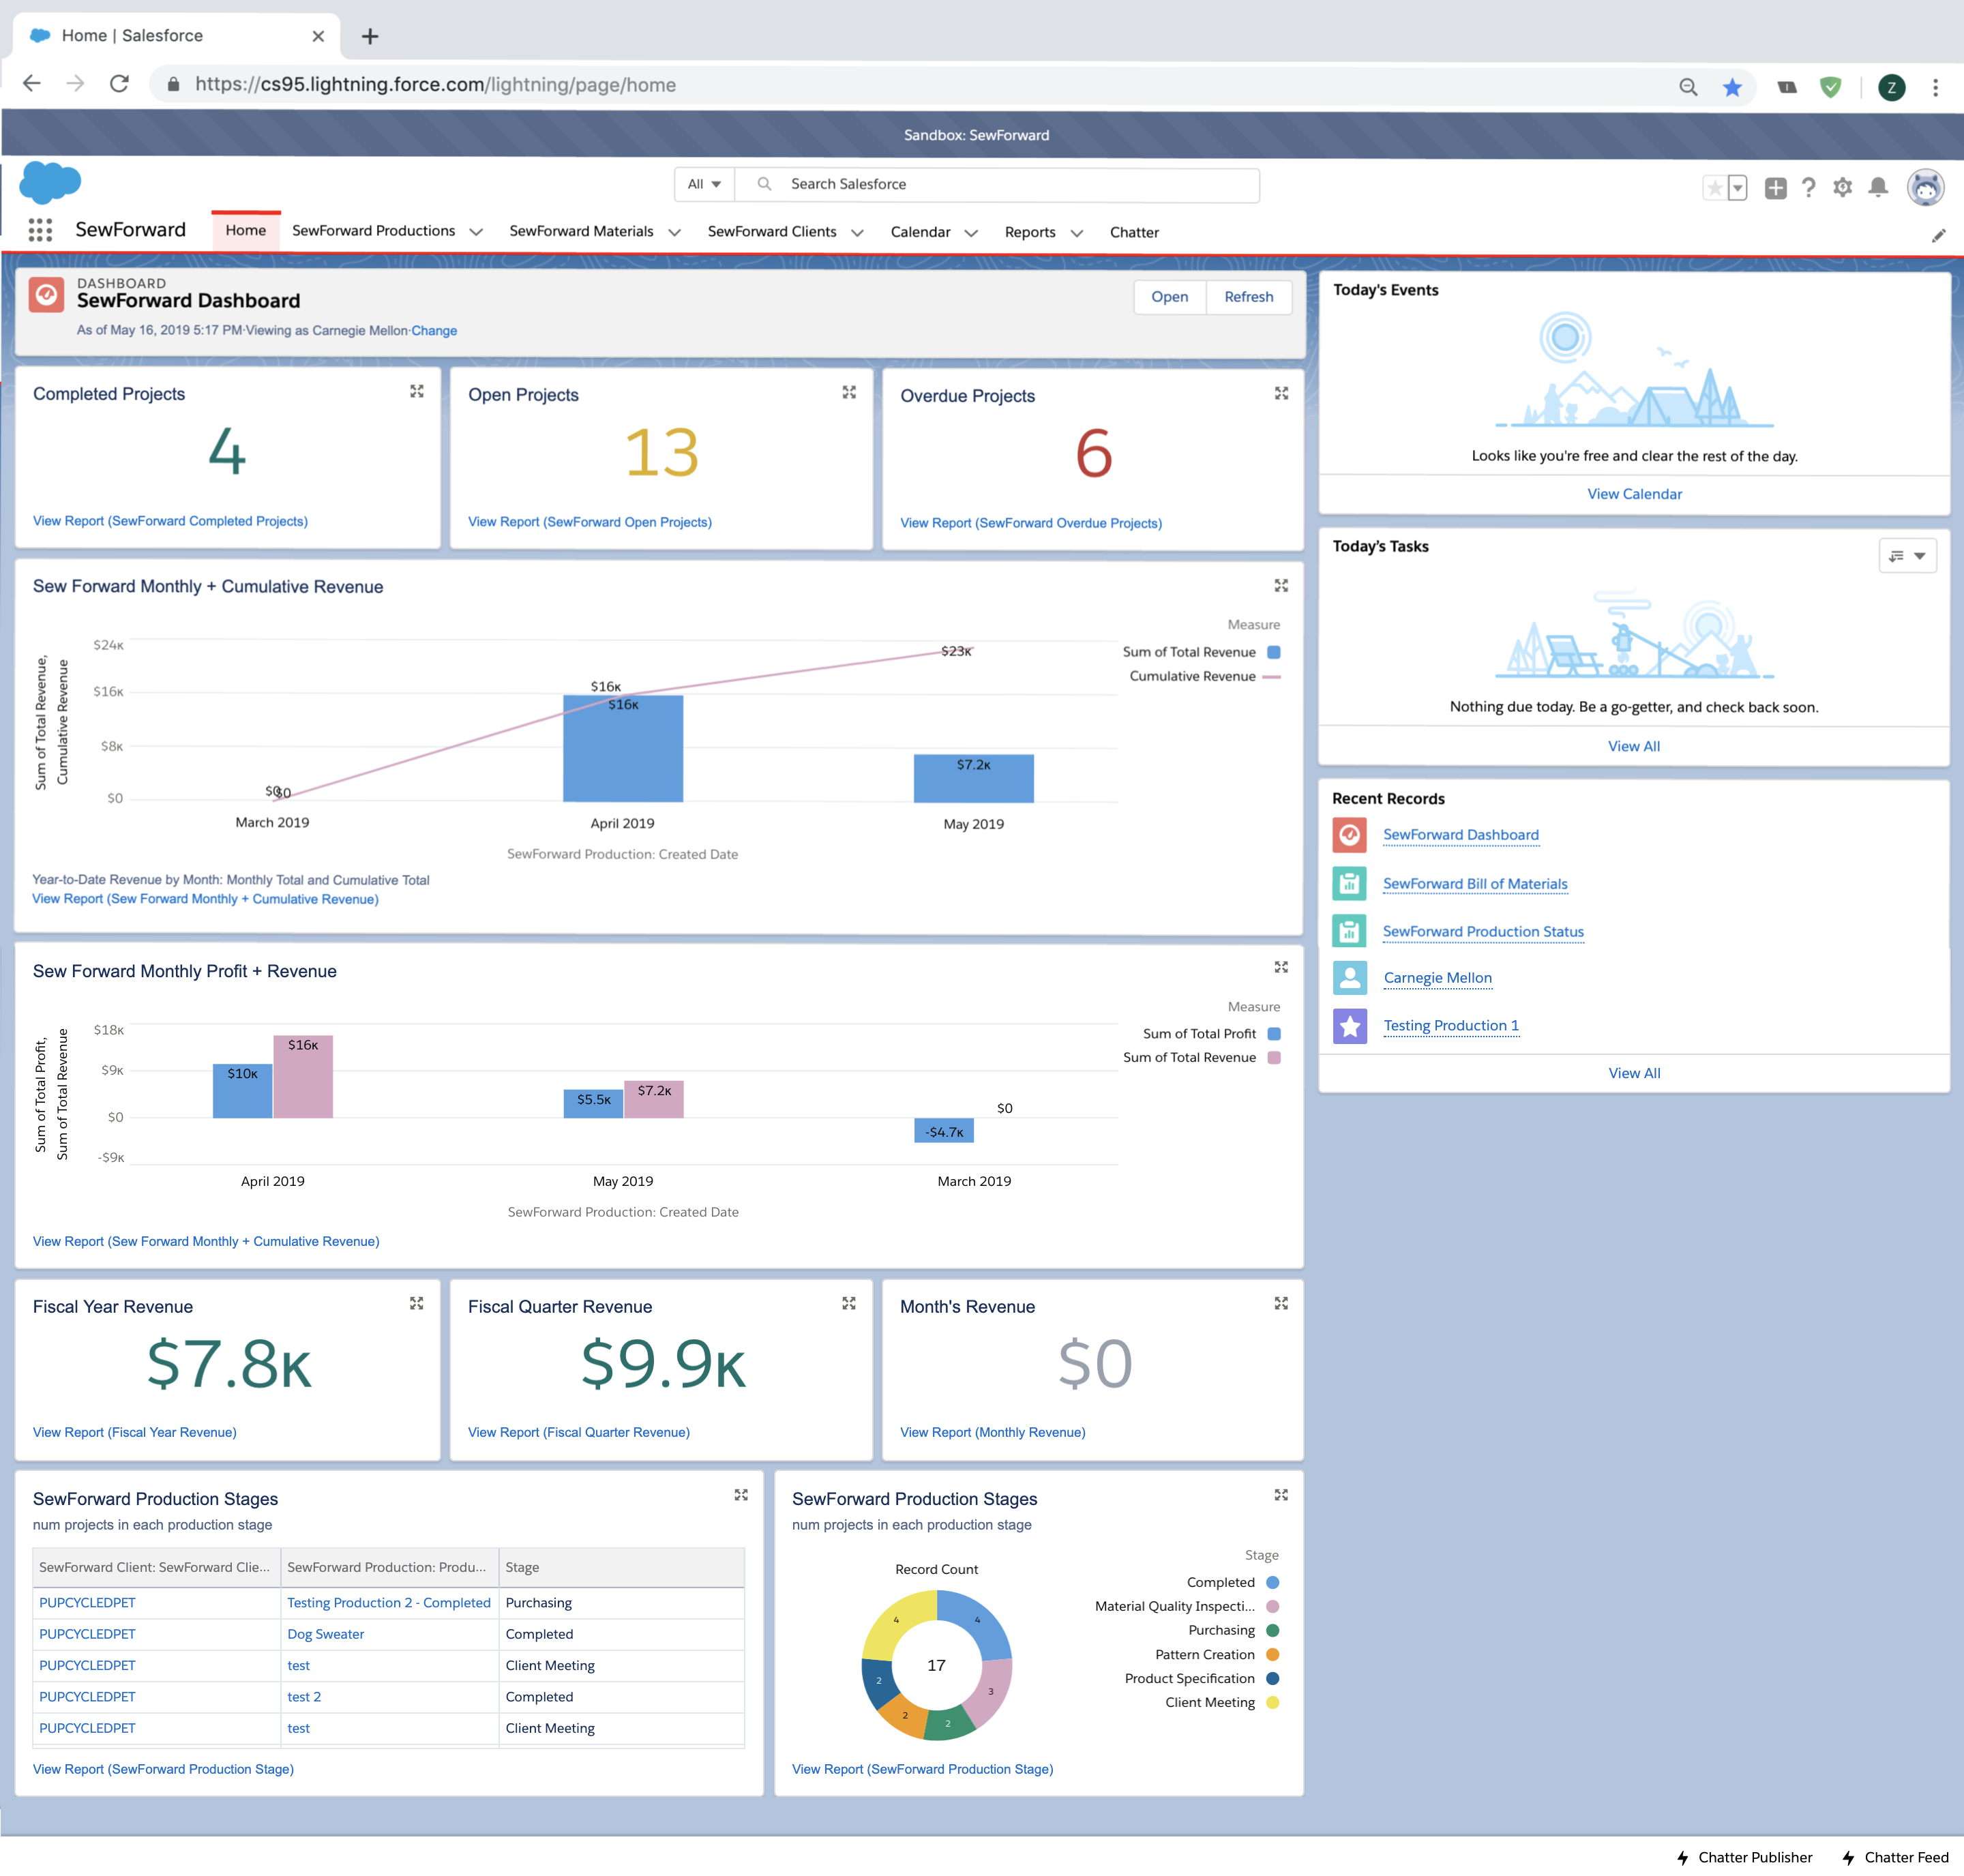 Home | Salesforce
https://cs95.lightning.force.com/lightning/page/home
Z
Sandbox: SewForward
All
Search Salesforce
SewForward
Home
SewForward Productions
SewForward Materials
SewForward Clients
Calendar
Reports
Chatter
DASHBOARD
SewForward Dashboard
As of May 16, 2019 5:17 PM·Viewing as Carnegie Mellon·Change
Open
Refresh
Completed Projects
4
View Report (SewForward Completed Projects)
Open Projects
13
View Report (SewForward Open Projects)
Overdue Projects
6
View Report (SewForward Overdue Projects)
Sew Forward Monthly + Cumulative Revenue
Sum of Total Revenue,
Cumulative Revenue
$24K
$16K
$8K
$0
$0
$0
$16K
$16K
$23K
$7.2K
March 2019
April 2019
May 2019
SewForward Production: Created Date
Measure
Sum of Total Revenue
Cumulative Revenue
Year-to-Date Revenue by Month: Monthly Total and Cumulative Total
View Report (Sew Forward Monthly + Cumulative Revenue)
Sew Forward Monthly Profit + Revenue
Sum of Total Profit,
Sum of Total Revenue
$18K
$9K
$0
-$9K
$10K
$16K
$5.5K
$7.2K
-$4.7K
$0
April 2019
May 2019
March 2019
SewForward Production: Created Date
Measure
Sum of Total Profit
Sum of Total Revenue
View Report (Sew Forward Monthly + Cumulative Revenue)
Fiscal Year Revenue
$7.8K
View Report (Fiscal Year Revenue)
Fiscal Quarter Revenue
$9.9K
View Report (Fiscal Quarter Revenue)
Month's Revenue
$0
View Report (Monthly Revenue)
SewForward Production Stages
num projects in each production stage
SewForward Client: SewForward Clie... SewForward Production: Produ... Stage
PUPCYCLEDPET Testing Production 2 - Completed Purchasing
PUPCYCLEDPET Dog Sweater Completed
PUPCYCLEDPET test Client Meeting
PUPCYCLEDPET test 2 Completed
PUPCYCLEDPET test Client Meeting
View Report (SewForward Production Stage)
SewForward Production Stages
num projects in each production stage
Record Count
4
4
3
2
2
2
17
Stage
Completed
Material Quality Inspecti...
Purchasing
Pattern Creation
Product Specification
Client Meeting
View Report (SewForward Production Stage)
Today's Events
Looks like you're free and clear the rest of the day.
View Calendar
Today's Tasks
Nothing due today. Be a go-getter, and check back soon.
View All
Recent Records
SewForward Dashboard
SewForward Bill of Materials
SewForward Production Status
Carnegie Mellon
Testing Production 1
View All
Chatter Publisher
Chatter Feed